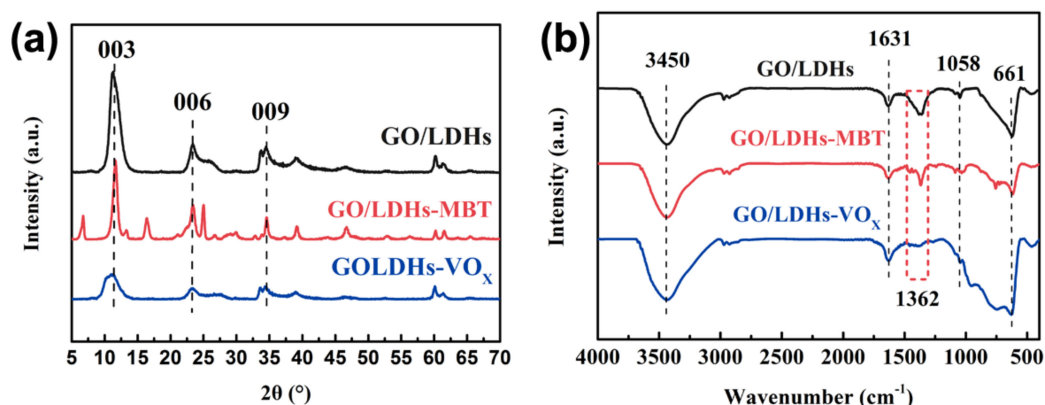 (a)
003
006
009
GO/LDHs
GO/LDHs-MBT
GOLDHs-VOX
Intensity (a.u.)
5 10 15 20 25 30 35 40 45 50 55 60 65 70
2θ (°)
(b)
3450
1631
1058
661
GO/LDHs
GO/LDHs-MBT
GO/LDHs-VOX
1362
Intensity (a.u.)
4000 3500 3000 2500 2000 1500 1000 500
Wavenumber (cm-1)